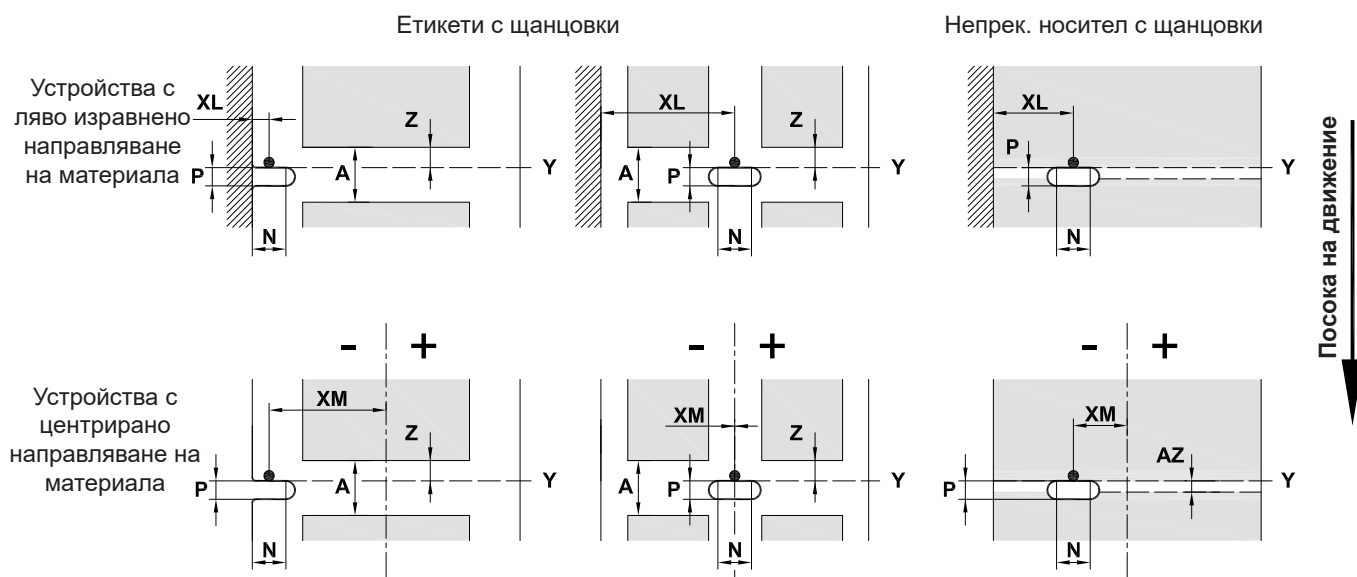 Етикети с щанцовки
Непрек. носител с щанцовки
Устройства с
ляво изравнено
направляване
на материала
XL
P
A
Z
Y
N
XL
A
P
Z
Y
N
XL
P
Y
N
Посока на движение
Устройства с
центрирано
направляване на
материала
- +
XM
P
A
Z
Y
N
- +
XM
A
P
Z
Y
N
- +
XM
AZ
P
Y
N